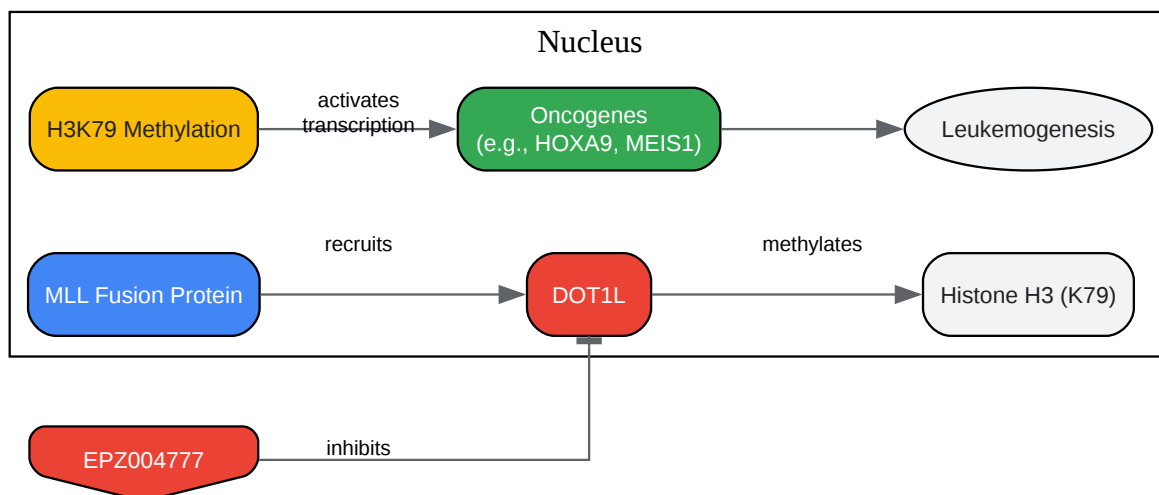 Nucleus
H3K79 Methylation
activates
transcription
Oncogenes
(e.g., HOXA9, MEIS1)
Leukemogenesis
MLL Fusion Protein
recruits
DOT1L
methylates
Histone H3 (K79)
EPZ004777
inhibits